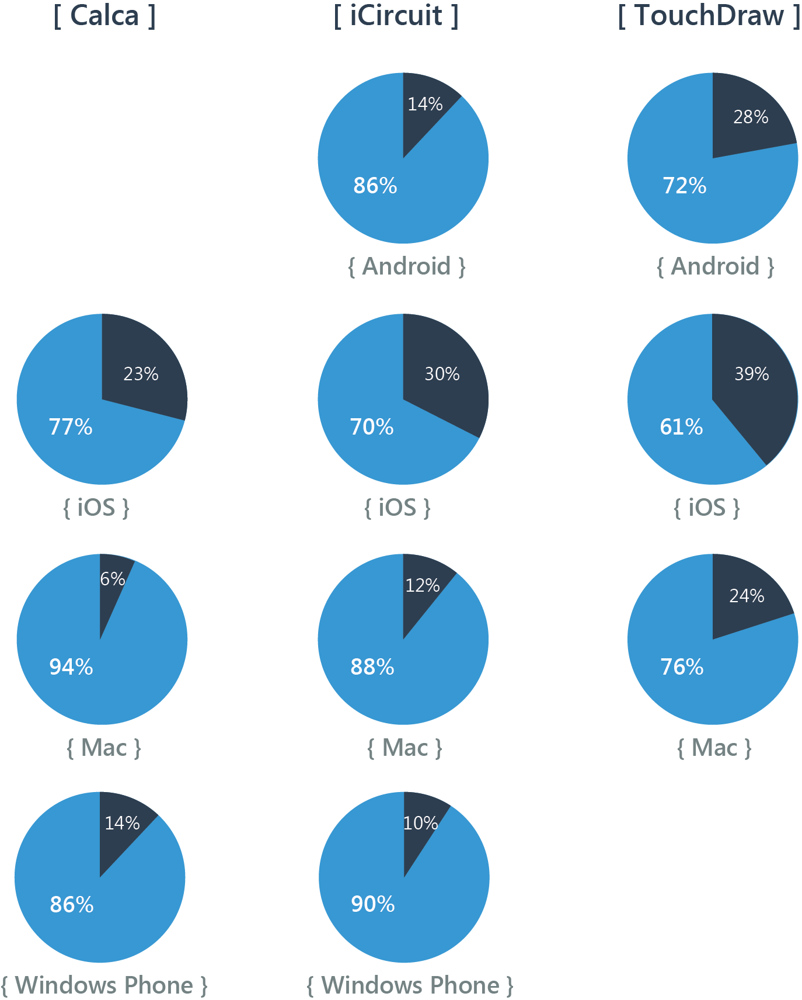 [ Calca ]
[ iCircuit ]
[ TouchDraw ]
14%
86%
{ Android }
28%
72%
{ Android }
23%
77%
{ iOS }
30%
70%
{ iOS }
39%
61%
{ iOS }
6%
94%
{ Mac }
12%
88%
{ Mac }
24%
76%
{ Mac }
14%
86%
{ Windows Phone }
10%
90%
{ Windows Phone }